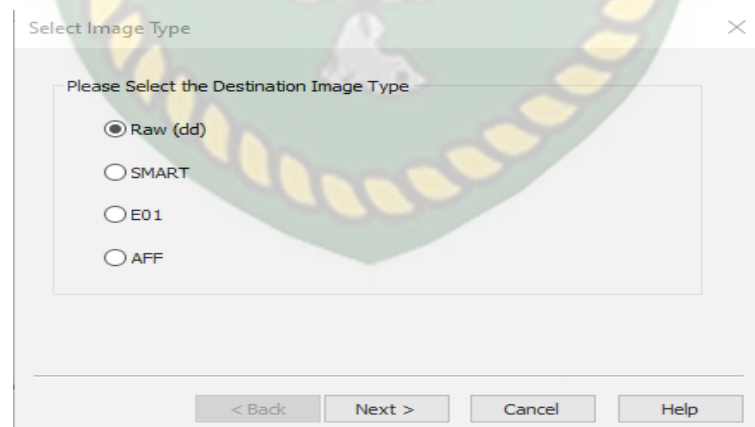 Select Image Type
Please Select the Destination Image Type
Raw (dd)
SMART
E01
AFF
< Back Next > Cancel Help